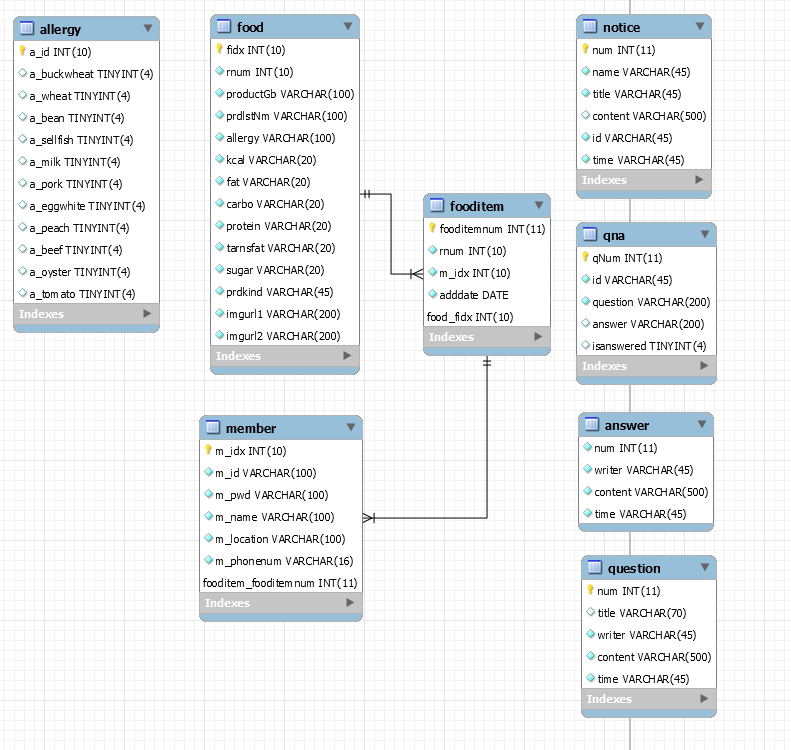 allergy
a_id INT(10)
a_buckwheat TINYINT(4)
a_wheat TINYINT(4)
a_bean TINYINT(4)
a_sellfish TINYINT(4)
a_milk TINYINT(4)
a_pork TINYINT(4)
a_eggwhite TINYINT(4)
a_peach TINYINT(4)
a_beef TINYINT(4)
a_oyster TINYINT(4)
a_tomato TINYINT(4)
Indexes
food
fidx INT(10)
rnum INT(10)
productGb VARCHAR(100)
prdlstNm VARCHAR(100)
allergy VARCHAR(100)
kcal VARCHAR(20)
fat VARCHAR(20)
carbo VARCHAR(20)
protein VARCHAR(20)
tarnsfat VARCHAR(20)
sugar VARCHAR(20)
prdkind VARCHAR(45)
imgurl1 VARCHAR(200)
imgurl2 VARCHAR(200)
Indexes
fooditem
fooditemnum INT(11)
rnum INT(10)
m_idx INT(10)
adddate DATE
food_fidx INT(10)
Indexes
member
m_idx INT(10)
m_id VARCHAR(100)
m_pwd VARCHAR(100)
m_name VARCHAR(100)
m_location VARCHAR(100)
m_phonenum VARCHAR(16)
fooditem_fooditemnum INT(11)
Indexes
notice
num INT(11)
name VARCHAR(45)
title VARCHAR(45)
content VARCHAR(500)
id VARCHAR(45)
time VARCHAR(45)
Indexes
qna
qNum INT(11)
id VARCHAR(45)
question VARCHAR(200)
answer VARCHAR(200)
isanswered TINYINT(4)
Indexes
answer
num INT(11)
writer VARCHAR(45)
content VARCHAR(500)
time VARCHAR(45)
question
num INT(11)
title VARCHAR(70)
writer VARCHAR(45)
content VARCHAR(500)
time VARCHAR(45)
Indexes